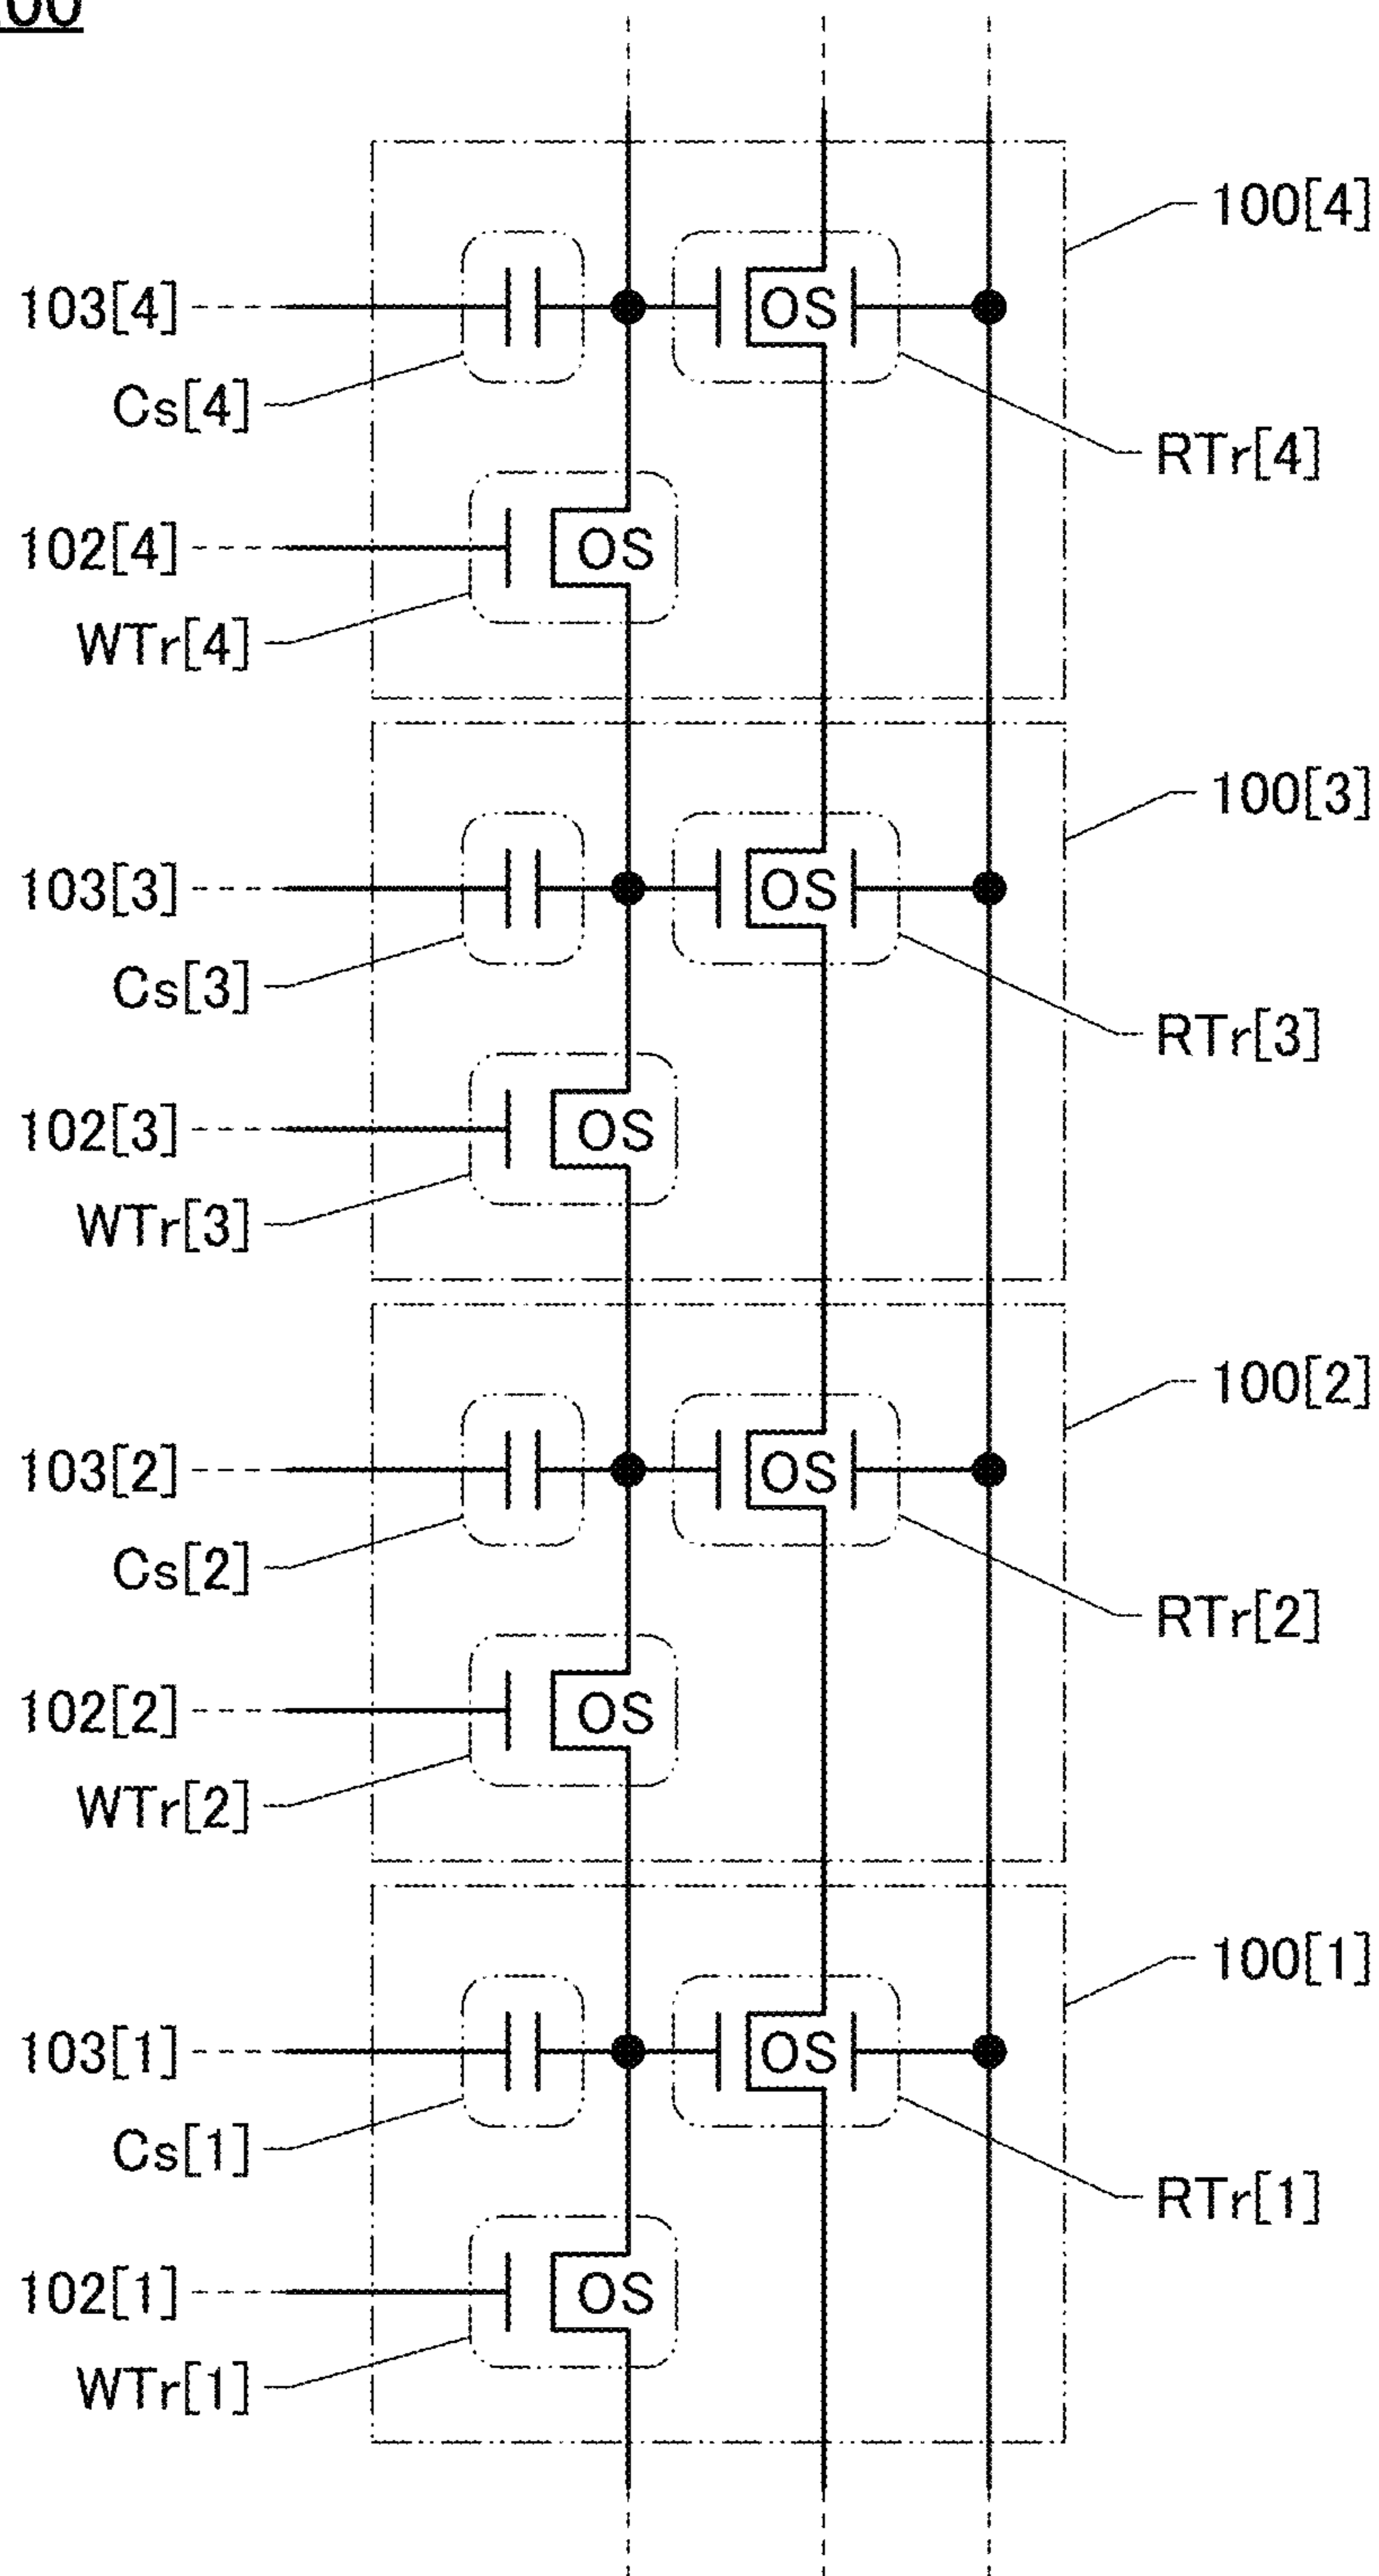 100[4]
103[4]
OS
Cs[4]
RTr[4]
102[4]
OS
WTr[4]
100[3]
103[3]
OS
Cs[3]
RTr[3]
102[3]
OS
WTr[3]
100[2]
103[2]
OS
Cs[2]
RTr[2]
102[2]
OS
WTr[2]
100[1]
103[1]
OS
Cs[1]
RTr[1]
102[1]
OS
WTr[1]